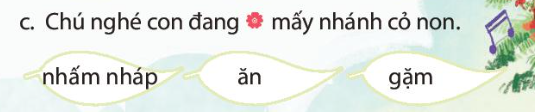 c. Chú nghé con đang mấy nhánh cỏ non.
nhấm nháp ăn gặm